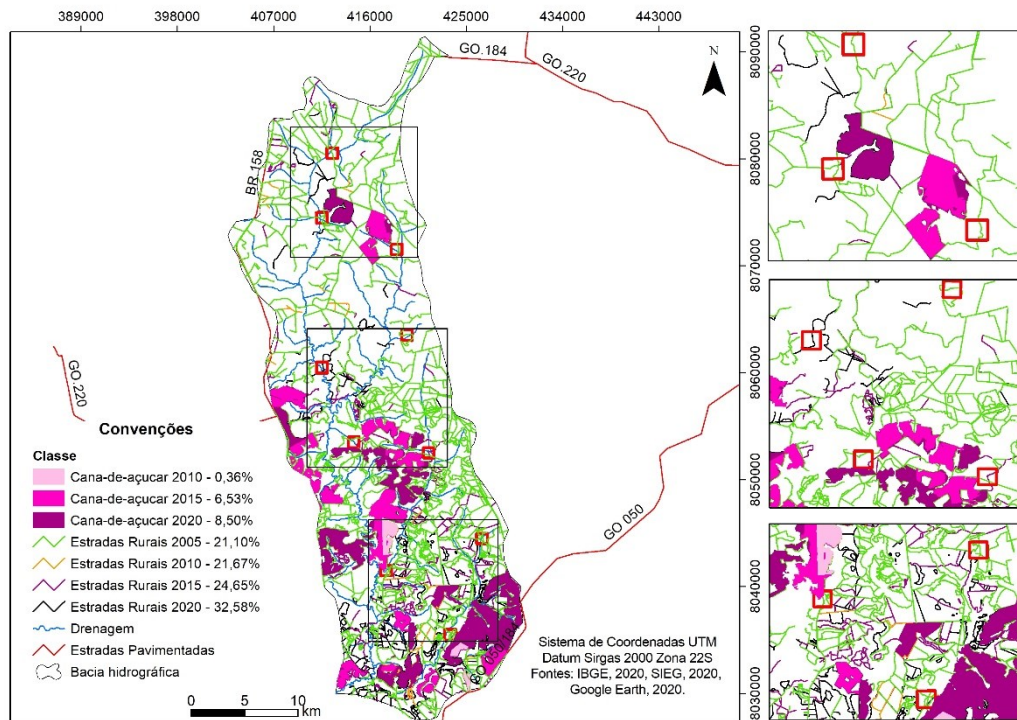 389000 398000 407000 416000 425000 434000 443000
GO.184
GO.220
N
BR 158
GO.220
GO 050
GO 050/184
8090000
8080000
8070000
8060000
8050000
8040000
8030000
Convenções
Classe
Cana-de-açucar 2010 - 0,36%
Cana-de-açucar 2015 - 6,53%
Cana-de-açucar 2020 - 8,50%
Estradas Rurais 2005 - 21,10%
Estradas Rurais 2010 - 21,67%
Estradas Rurais 2015 - 24,65%
Estradas Rurais 2020 - 32,58%
Drenagem
Estradas Pavimentadas
Bacia hidrográfica
0 5 10
km
Sistema de Coordenadas UTM
Datum Sirgas 2000 Zona 22S
Fontes: IBGE, 2020, SIEG, 2020,
Google Earth, 2020.